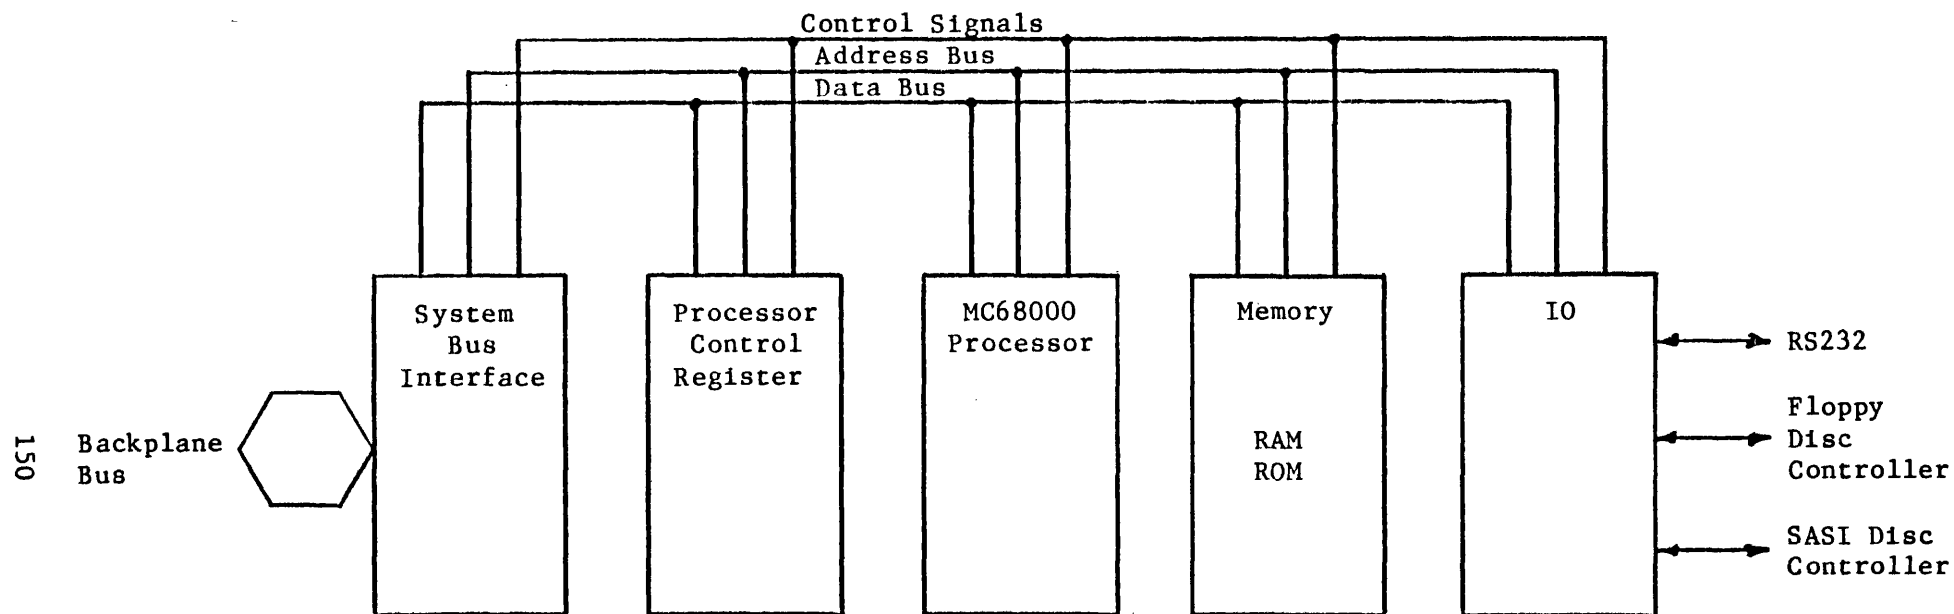 Control Signals
Address Bus
Data Bus
System
Bus
Interface
Processor
Control
Register
MC68000
Processor
Memory
RAM
ROM
IO
RS232
Floppy
Disc
Controller
SASI Disc
Controller
Backplane
Bus
150